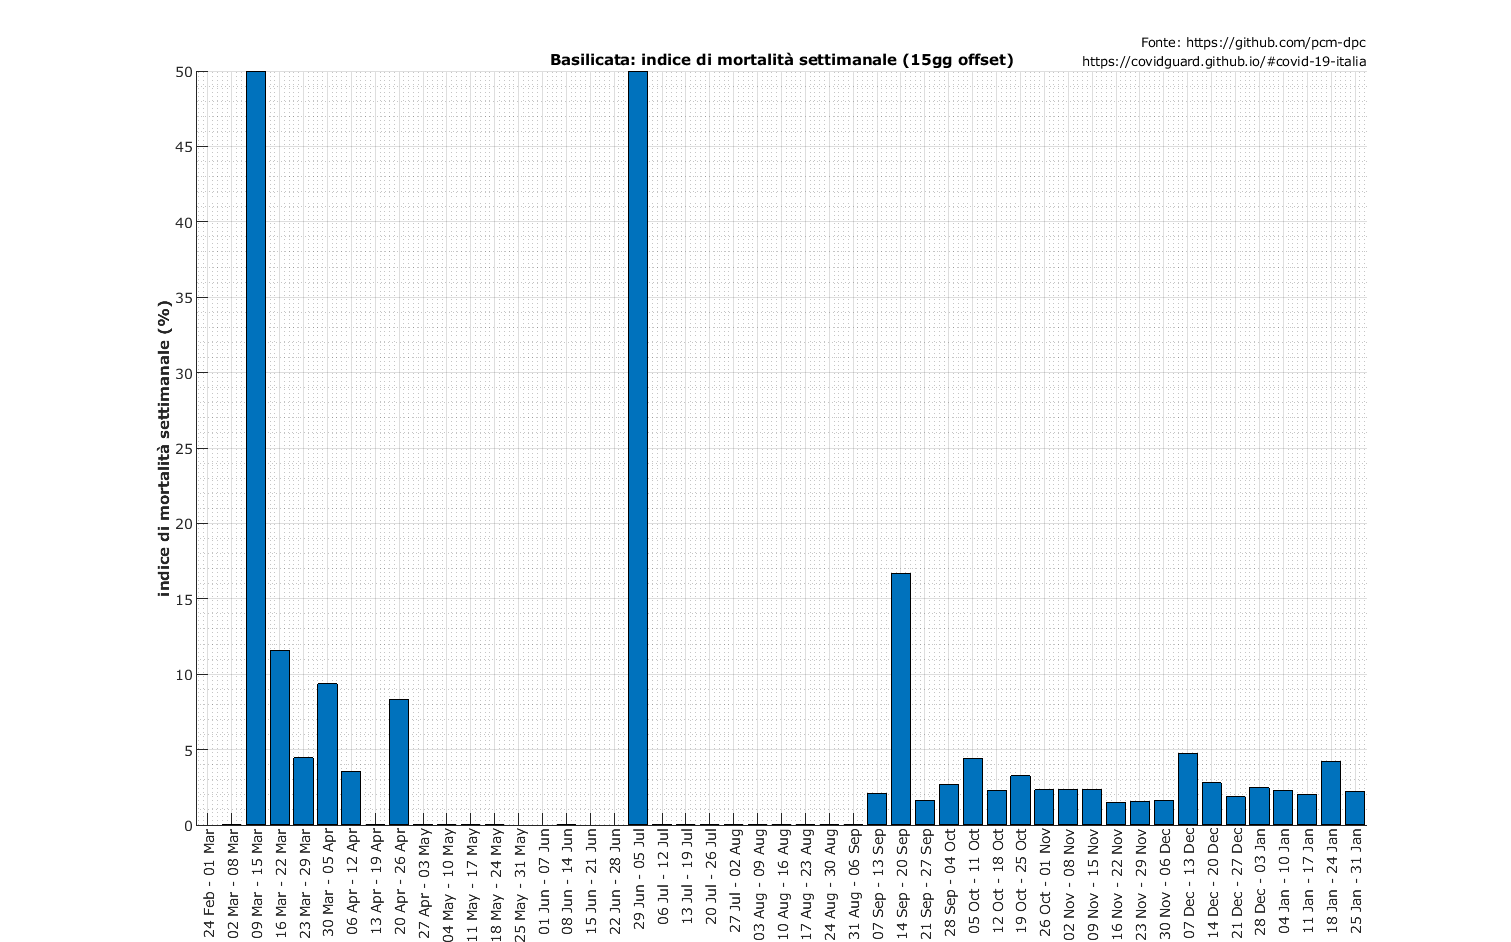 Fonte: https://github.com/pcm-dpc
Basilicata: indice di mortalità settimanale (15gg offset)
https://covidguard.github.io/#covid-19-italia
indice di mortalità settimanale (%)
50
45
40
35
30
25
20
15
10
5
0
24 Feb - 01 Mar
02 Mar - 08 Mar
09 Mar - 15 Mar
16 Mar - 22 Mar
23 Mar - 29 Mar
30 Mar - 05 Apr
06 Apr - 12 Apr
13 Apr - 19 Apr
20 Apr - 26 Apr
27 Apr - 03 May
04 May - 10 May
11 May - 17 May
18 May - 24 May
25 May - 31 May
01 Jun - 07 Jun
08 Jun - 14 Jun
15 Jun - 21 Jun
22 Jun - 28 Jun
29 Jun - 05 Jul
06 Jul - 12 Jul
13 Jul - 19 Jul
20 Jul - 26 Jul
27 Jul - 02 Aug
03 Aug - 09 Aug
10 Aug - 16 Aug
17 Aug - 23 Aug
24 Aug - 30 Aug
31 Aug - 06 Sep
07 Sep - 13 Sep
14 Sep - 20 Sep
21 Sep - 27 Sep
28 Sep - 04 Oct
05 Oct - 11 Oct
12 Oct - 18 Oct
19 Oct - 25 Oct
26 Oct - 01 Nov
02 Nov - 08 Nov
09 Nov - 15 Nov
16 Nov - 22 Nov
23 Nov - 29 Nov
30 Nov - 06 Dec
07 Dec - 13 Dec
14 Dec - 20 Dec
21 Dec - 27 Dec
28 Dec - 03 Jan
04 Jan - 10 Jan
11 Jan - 17 Jan
18 Jan - 24 Jan
25 Jan - 31 Jan